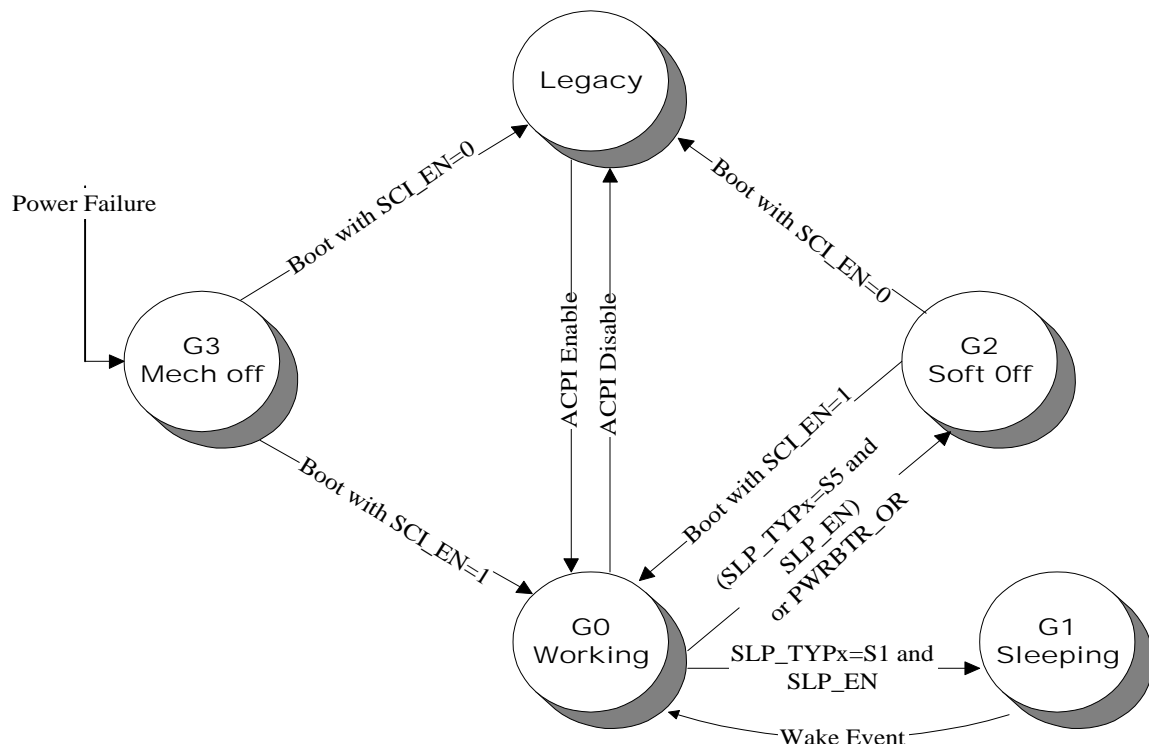 Legacy
Power Failure
Boot with SCI_EN=0
Boot with SCI_EN=0
ACPI Enable
ACPI Disable
G3
Mech off
G2
Soft Off
Boot with SCI_EN=1
Boot with SCI_EN=1
(SLP_TYPx=S5 and
SLP_EN)
or PWRBTR_OR
G0
Working
SLP_TYPx=S1 and
SLP_EN
G1
Sleeping
Wake Event